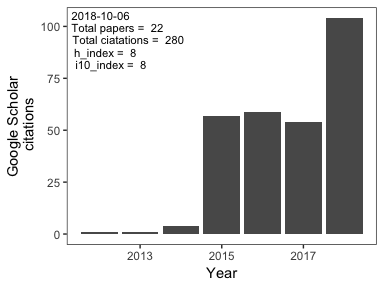 2018-10-06
Total papers = 22
Total ciatations = 280
h_index = 8
i10_index = 8
100
75
50
25
0
Google Scholar
citations
2013
2015
2017
Year